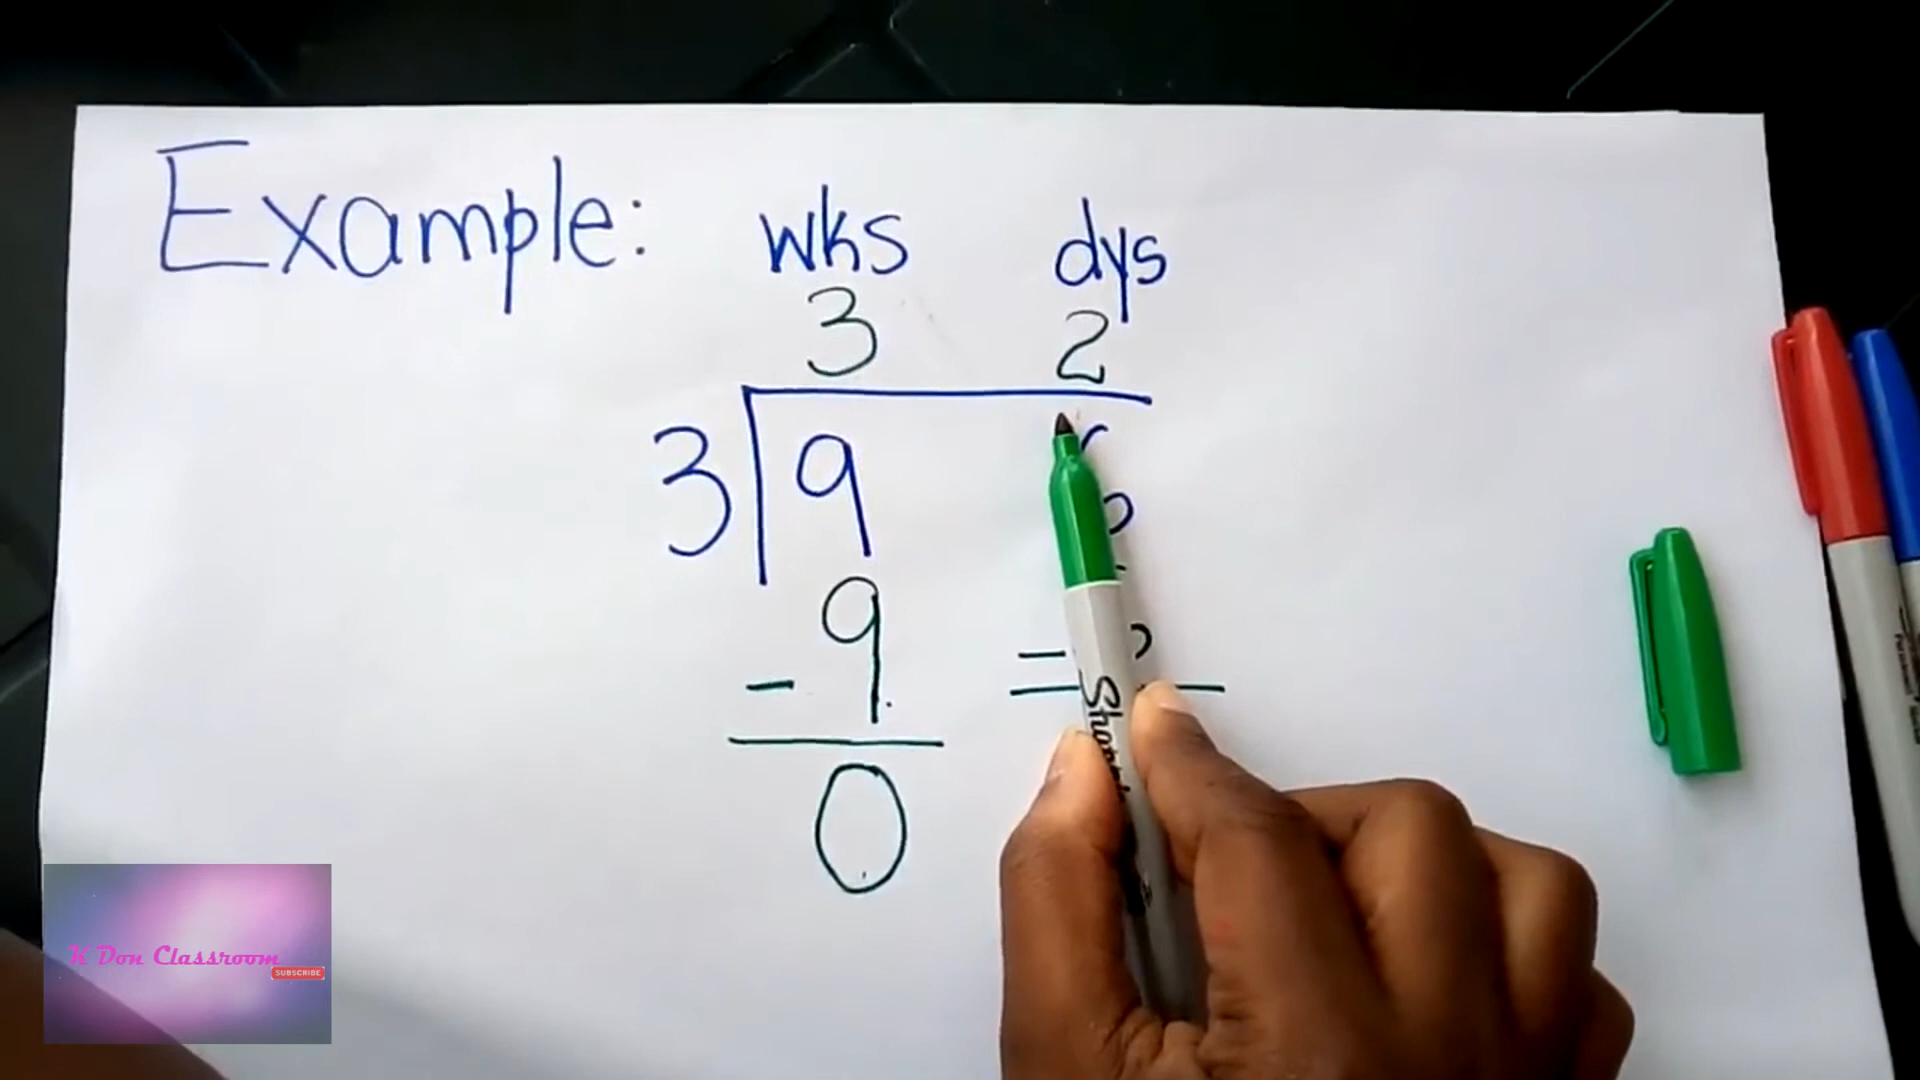 Example: wks dys
3 2
3 9
- 9
0
K Don Classroom
SUBSCRIBE